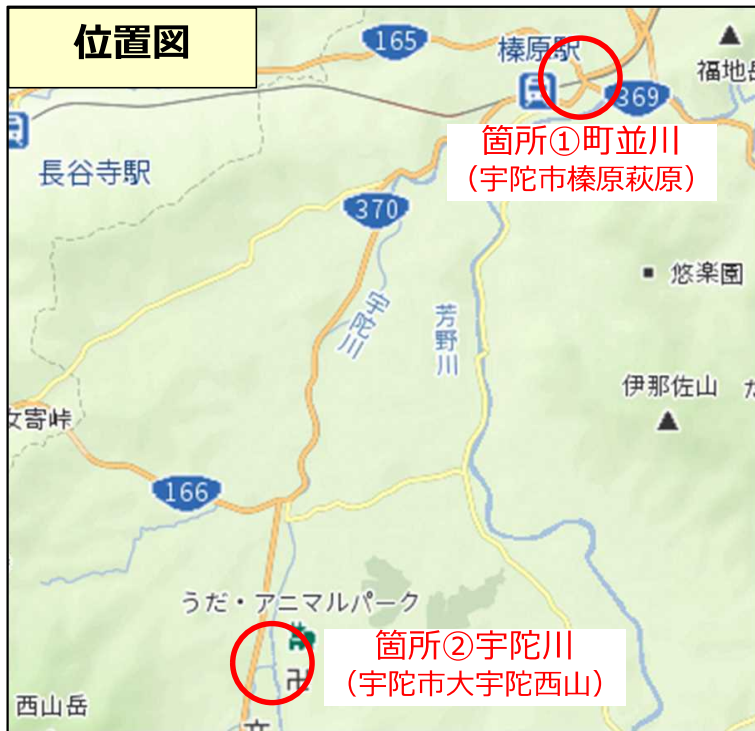 位置図
165
榛原駅
福地岳
369
箇所①町並川
（宇陀市榛原萩原）
長谷寺駅
370
悠楽園
宇陀川
芳野川
伊那佐山
女寄峠
166
うだ・アニマルパーク
箇所②宇陀川
（宇陀市大宇陀西山）
卍
西山岳